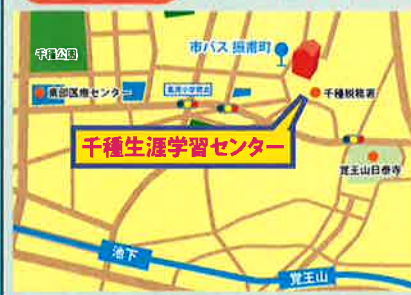 市バス 振甫町
千種公園
東部医療センター
千種税務署
千種生涯学習センター
覚王山日泰寺
池下
覚王山